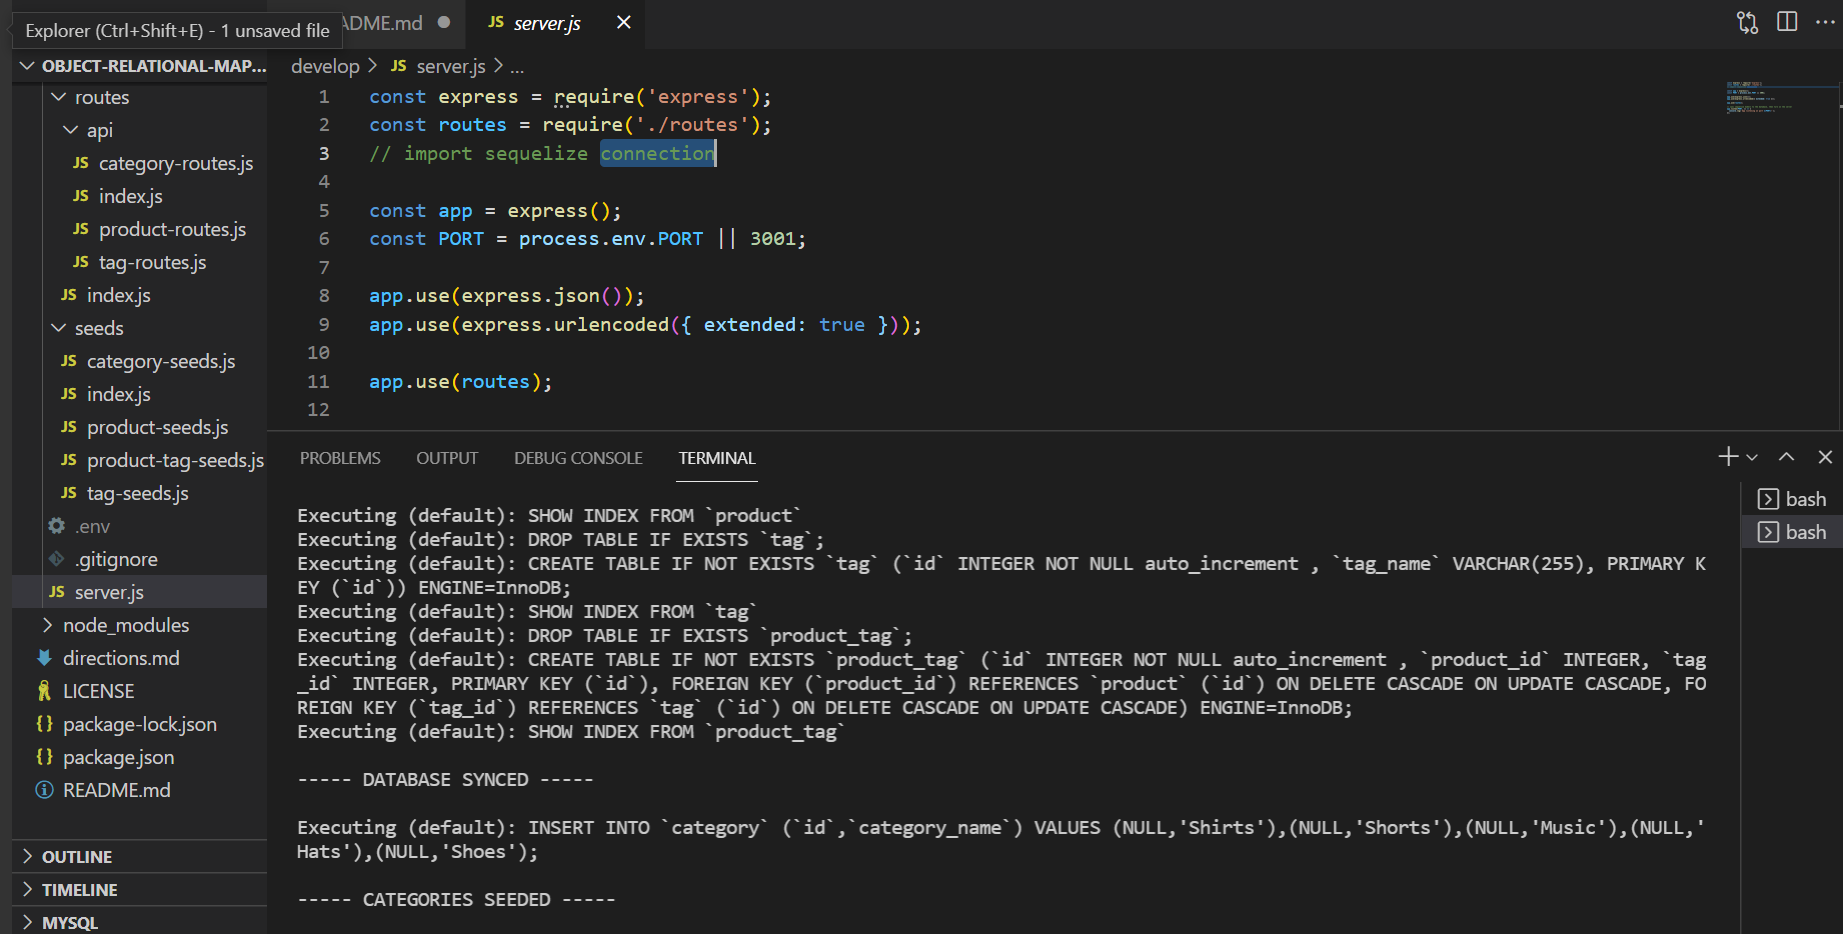 Explorer (Ctrl+Shift+E) - 1 unsaved file
ADME.md
JS server.js
OBJECT-RELATIONAL-MAP...
routes
api
JS category-routes.js
JS index.js
JS product-routes.js
JS tag-routes.js
JS index.js
seeds
JS category-seeds.js
JS index.js
JS product-seeds.js
JS product-tag-seeds.js
JS tag-seeds.js
.env
.gitignore
JS server.js
node_modules
directions.md
LICENSE
{} package-lock.json
{} package.json
README.md
OUTLINE
TIMELINE
MYSQL
develop > JS server.js > ...
1 const express = require('express');
2 const routes = require('./routes');
3 // import sequelize connection
4
5 const app = express();
6 const PORT = process.env.PORT || 3001;
7
8 app.use(express.json());
9 app.use(express.urlencoded({ extended: true }));
10
11 app.use(routes);
12
PROBLEMS OUTPUT DEBUG CONSOLE TERMINAL
bash
bash
Executing (default): SHOW INDEX FROM `product`
Executing (default): DROP TABLE IF EXISTS `tag`;
Executing (default): CREATE TABLE IF NOT EXISTS `tag` (`id` INTEGER NOT NULL auto_increment , `tag_name` VARCHAR(255), PRIMARY K
EY (`id`)) ENGINE=InnoDB;
Executing (default): SHOW INDEX FROM `tag`
Executing (default): DROP TABLE IF EXISTS `product_tag`;
Executing (default): CREATE TABLE IF NOT EXISTS `product_tag` (`id` INTEGER NOT NULL auto_increment , `product_id` INTEGER, `tag
_id` INTEGER, PRIMARY KEY (`id`), FOREIGN KEY (`product_id`) REFERENCES `product` (`id`) ON DELETE CASCADE ON UPDATE CASCADE, FO
REIGN KEY (`tag_id`) REFERENCES `tag` (`id`) ON DELETE CASCADE ON UPDATE CASCADE) ENGINE=InnoDB;
Executing (default): SHOW INDEX FROM `product_tag`
----- DATABASE SYNCED -----
Executing (default): INSERT INTO `category` (`id`,`category_name`) VALUES (NULL,'Shirts'),(NULL,'Shorts'),(NULL,'Music'),(NULL,'
Hats'),(NULL,'Shoes');
----- CATEGORIES SEEDED -----